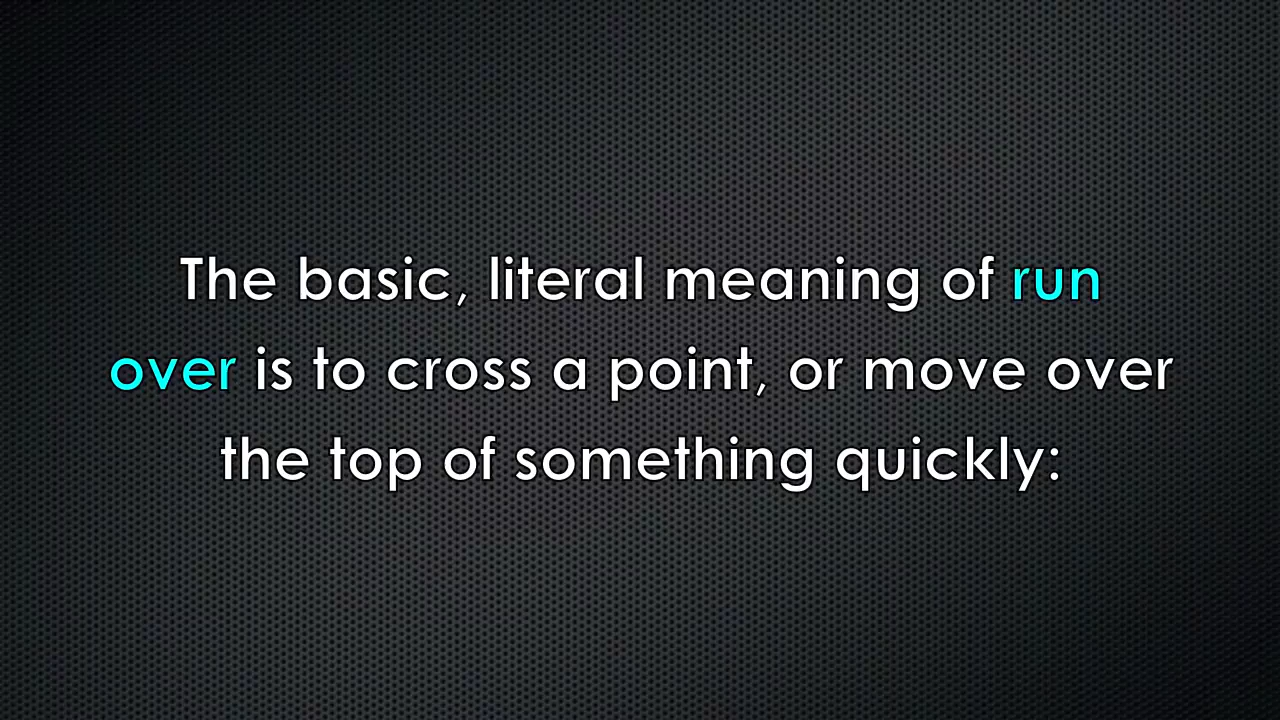 The basic, literal meaning of run
over is to cross a point, or move over
the top of something quickly: